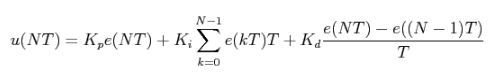 u(NT) = K_p e(NT) + K_i \sum_{k=0}^{N-1} e(kT)T + K_d \frac{e(NT) - e((N-1)T)}{T}